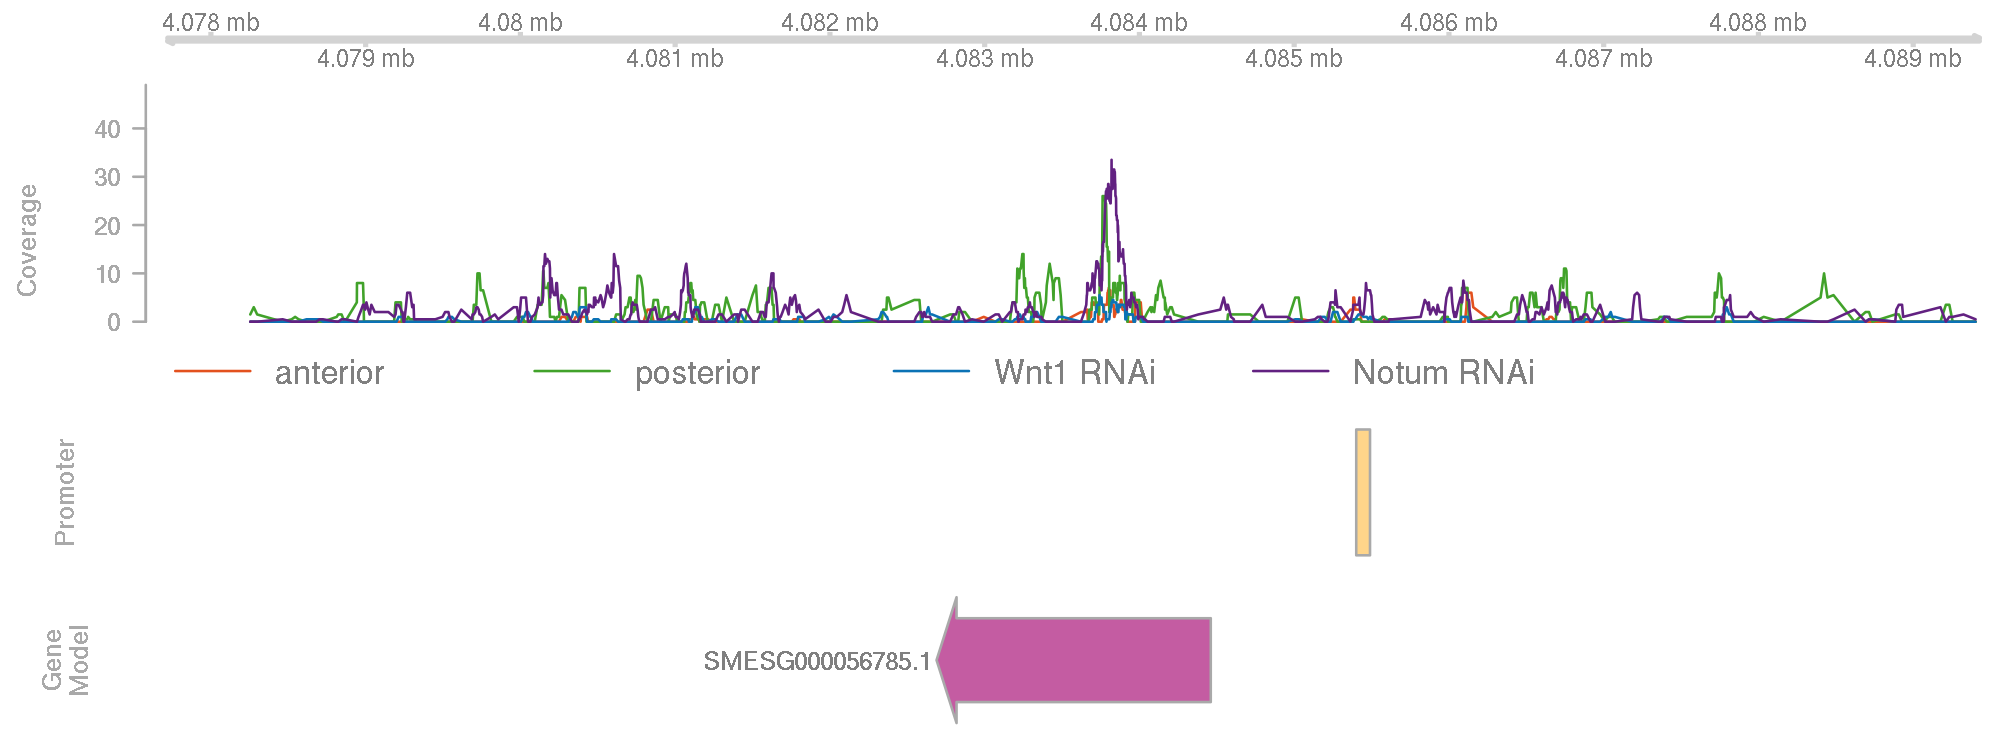 4.078 mb 4.08 mb 4.082 mb 4.084 mb 4.086 mb 4.088 mb
4.079 mb 4.081 mb 4.083 mb 4.085 mb 4.087 mb 4.089 mb
Coverage
40
30
20
10
0
anterior posterior Wnt1 RNAi Notum RNAi
Promoter
Gene
Model
SMESG000056785.1